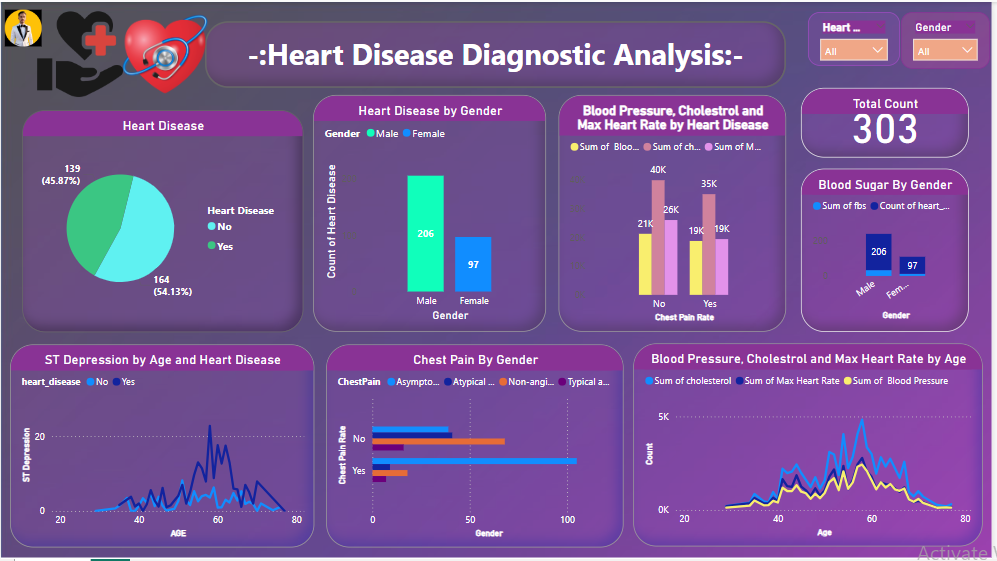 -:Heart Disease Diagnostic Analysis:-
Heart ...
All
Gender
All
Heart Disease
139
(45.87%)
164
(54.13%)
Heart Disease
No
Yes
Heart Disease by Gender
Gender Male Female
Count of Heart Disease
206
97
Male Female
Gender
Blood Pressure, Cholestrol and
Max Heart Rate by Heart Disease
Sum of Bloo... Sum of ch... Sum of M...
21K 40K 26K 19K 35K 19K
No Yes
Chest Pain Rate
Total Count
303
Blood Sugar By Gender
Sum of fbs Count of heart_...
206
97
Male Fem...
Gender
ST Depression by Age and Heart Disease
heart_disease No Yes
ST Depression
20
0
20 40 60 80
AGE
Chest Pain By Gender
ChestPain Asympto... Atypical ... Non-angi... Typical a...
Chest Pain Rate
No
Yes
0 50 100
Gender
Blood Pressure, Cholestrol and Max Heart Rate by Age
Sum of cholesterol Sum of Max Heart Rate Sum of Blood Pressure
Count
5K
0K
20 40 60 80
Age
Activate